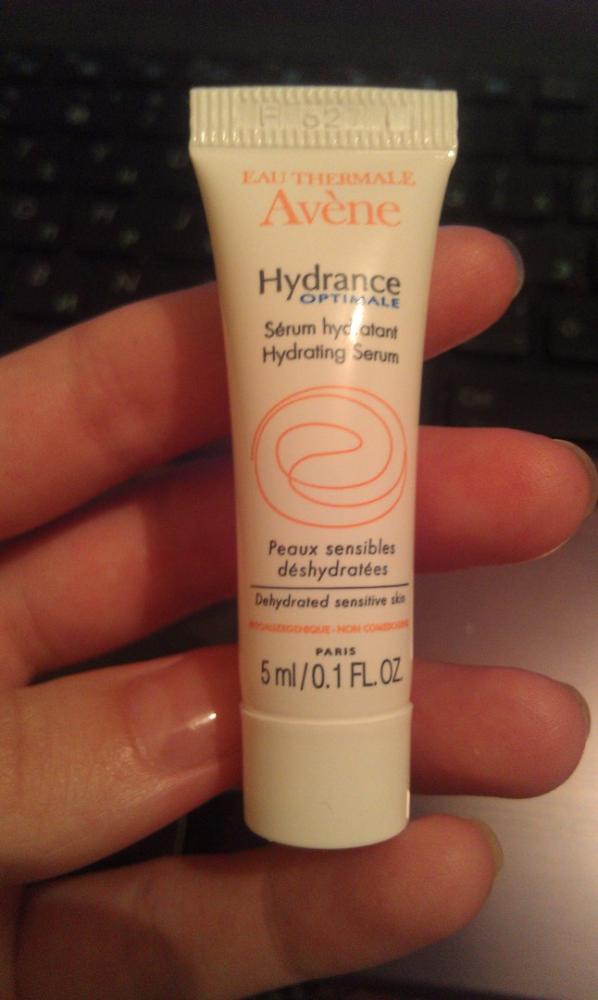 EAU THERMALE
Avène
Hydrance
OPTIMALE
Sérum hydratant
Hydrating Serum
Peaux sensibles
déshydratées
Dehydrated sensitive skin
HYPOALLERGÉNIQUE - NON COMÉDOGÈNE
PARIS
5 ml/0.1 FL.OZ.